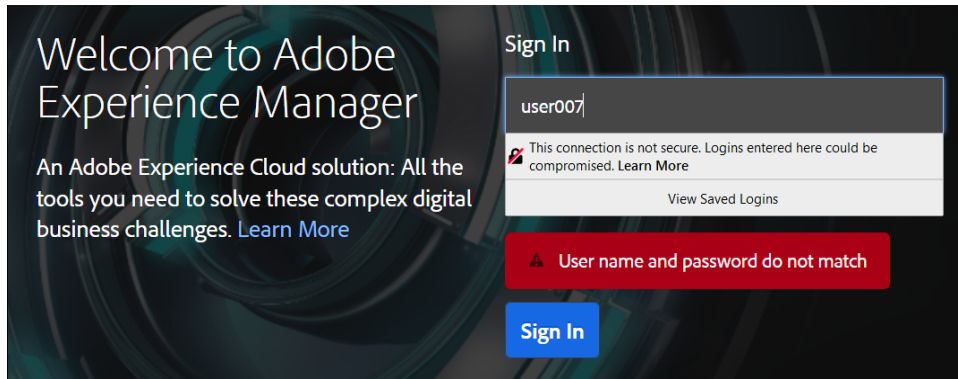 Welcome to Adobe
Experience Manager
An Adobe Experience Cloud solution: All the
tools you need to solve these complex digital
business challenges. Learn More
Sign In
user007
This connection is not secure. Logins entered here could be
compromised. Learn More
View Saved Logins
User name and password do not match
Sign In